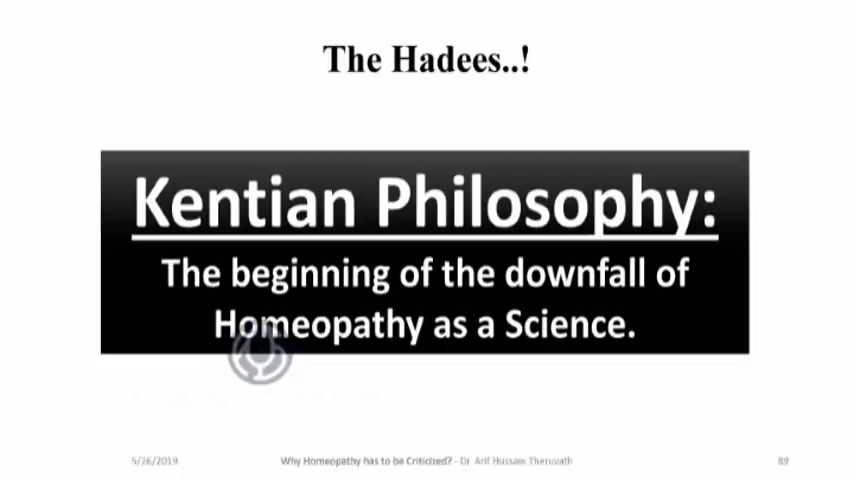 The Hadees..!
Kentian Philosophy:
The beginning of the downfall of
Homeopathy as a Science.
5/26/2019 Why Homeopathy has to be Criticized? - Dr Arif Hussain Theruvath 89